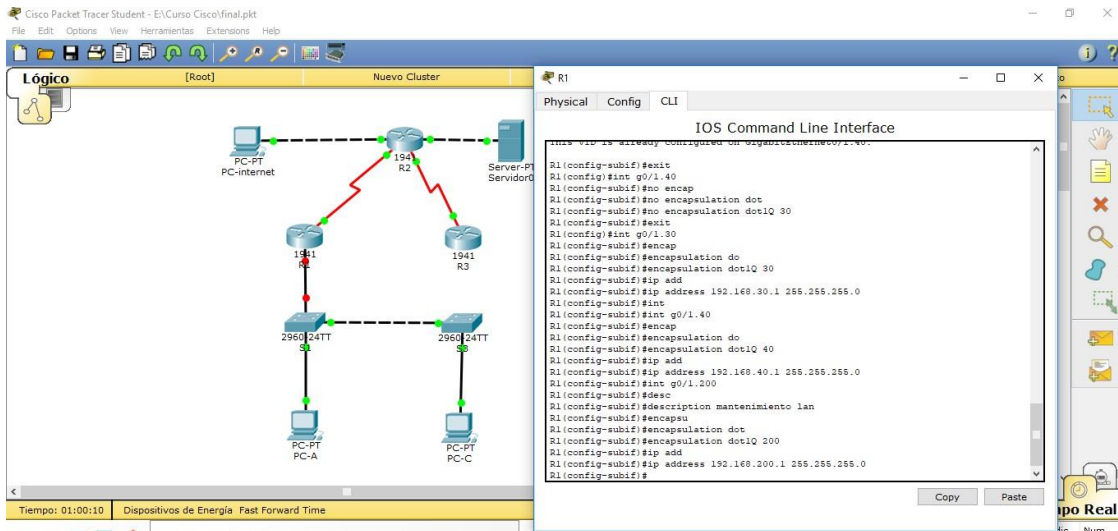 Cisco Packet Tracer Student - E:\Curso Cisco\final.pkt
File Edit Options View Herramientas Extensions Help
Lógico [Root] Nuevo Cluster
R1
Physical Config CLI
IOS Command Line Interface
This VID is already configured on GigabitEthernet0/1.40.
R1(config-subif)#exit
R1(config)#int g0/1.40
R1(config-subif)#no encap
R1(config-subif)#no encapsulation dot
R1(config-subif)#no encapsulation dot1Q 30
R1(config-subif)#exit
R1(config)#int g0/1.30
R1(config-subif)#encap
R1(config-subif)#encapsulation do
R1(config-subif)#encapsulation dot1Q 30
R1(config-subif)#ip add
R1(config-subif)#ip address 192.168.30.1 255.255.255.0
R1(config-subif)#int
R1(config-subif)#int g0/1.40
R1(config-subif)#encap
R1(config-subif)#encapsulation do
R1(config-subif)#encapsulation dot1Q 40
R1(config-subif)#ip add
R1(config-subif)#ip address 192.168.40.1 255.255.255.0
R1(config-subif)#int g0/1.200
R1(config-subif)#desc
R1(config-subif)#description mantenimiento lan
R1(config-subif)#encapsu
R1(config-subif)#encapsulation dot
R1(config-subif)#encapsulation dot1Q 200
R1(config-subif)#ip add
R1(config-subif)#ip address 192.168.200.1 255.255.255.0
R1(config-subif)#
Copy Paste
PC-PT
PC-internet
1941
R2
Server-PT
Servidor0
1941
R1
1941
R3
2960-24TT
S1
2960-24TT
S3
PC-PT
PC-A
PC-PT
PC-C
Tiempo: 01:00:10 Dispositivos de Energía Fast Forward Time
po Real
Num